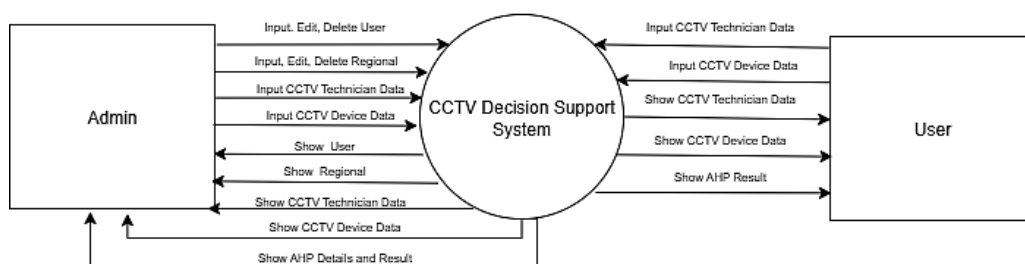 Input. Edit, Delete User
Input, Edit, Delete Regional
Input CCTV Technician Data
Input CCTV Device Data
Show User
Show Regional
Show CCTV Technician Data
Show CCTV Device Data
Show AHP Details and Result
Admin
CCTV Decision Support
System
Input CCTV Technician Data
Input CCTV Device Data
Show CCTV Technician Data
Show CCTV Device Data
Show AHP Result
User